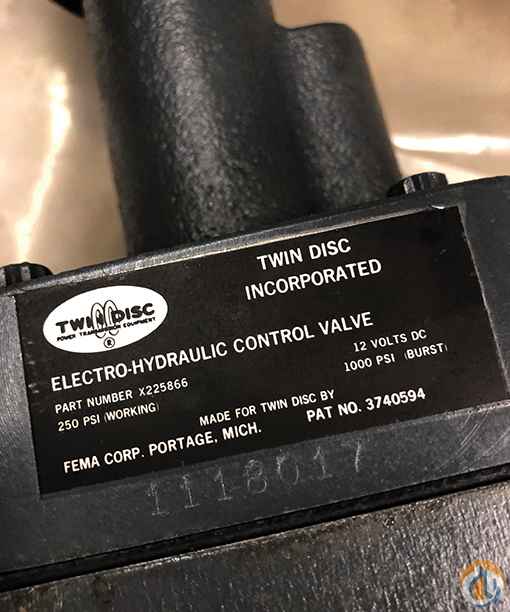 TWIN DISC
INCORPORATED
TWIN DISC
POWER TRANSMISSION EQUIPMENT
®
ELECTRO-HYDRAULIC CONTROL VALVE
PART NUMBER X225866
12 VOLTS DC
250 PSI (WORKING)
1000 PSI (BURST)
MADE FOR TWIN DISC BY
PAT NO. 3740594
FEMA CORP. PORTAGE, MICH.
1118017